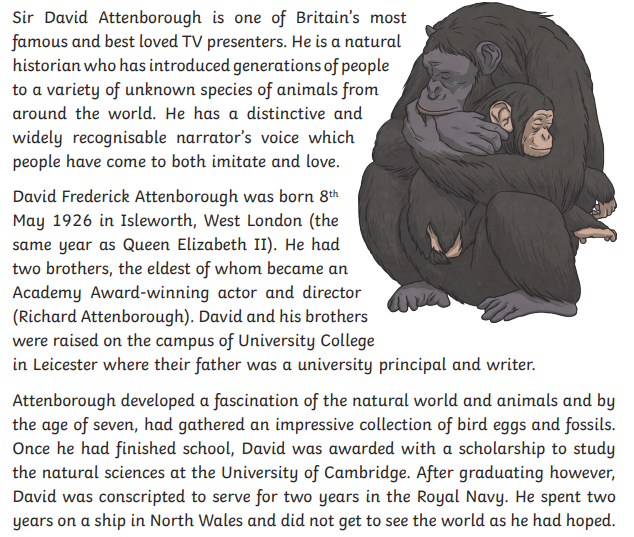 Sir David Attenborough is one of Britain's most
famous and best loved TV presenters. He is a natural
historian who has introduced generations of people
to a variety of unknown species of animals from
around the world. He has a distinctive and
widely recognisable narrator's voice which
people have come to both imitate and love.
David Frederick Attenborough was born 8th
May 1926 in Isleworth, West London (the
same year as Queen Elizabeth II). He had
two brothers, the eldest of whom became an
Academy Award-winning actor and director
(Richard Attenborough). David and his brothers
were raised on the campus of University College
in Leicester where their father was a university principal and writer.
Attenborough developed a fascination of the natural world and animals and by
the age of seven, had gathered an impressive collection of bird eggs and fossils.
Once he had finished school, David was awarded with a scholarship to study
the natural sciences at the University of Cambridge. After graduating however,
David was conscripted to serve for two years in the Royal Navy. He spent two
years on a ship in North Wales and did not get to see the world as he had hoped.